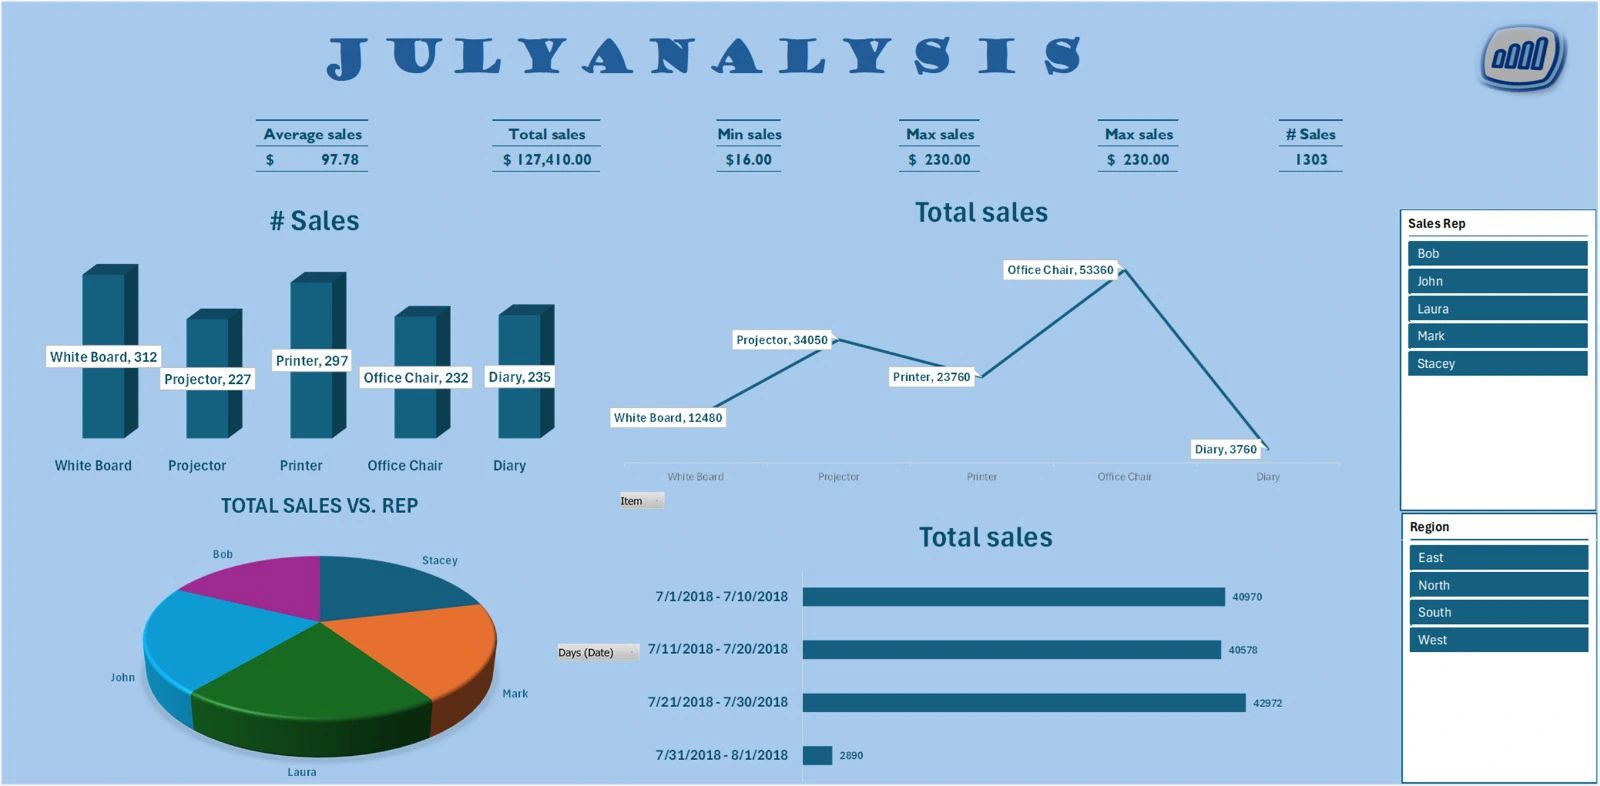 JULYANALYSIS
Average sales
$ 97.78
Total sales
$ 127,410.00
Min sales
$16.00
Max sales
$ 230.00
Max sales
$ 230.00
# Sales
1303
# Sales
White Board, 312
Projector, 227
Printer, 297
Office Chair, 232
Diary, 235
White Board
Projector
Printer
Office Chair
Diary
Total sales
Office Chair, 53360
Projector, 34050
Printer, 23760
White Board, 12480
Diary, 3760
White Board
Projector
Printer
Office Chair
Diary
Item
Sales Rep
Bob
John
Laura
Mark
Stacey
TOTAL SALES VS. REP
Bob
Stacey
John
Mark
Laura
Total sales
Days (Date)
7/1/2018 - 7/10/2018
40970
7/11/2018 - 7/20/2018
40578
7/21/2018 - 7/30/2018
42972
7/31/2018 - 8/1/2018
2890
Region
East
North
South
West